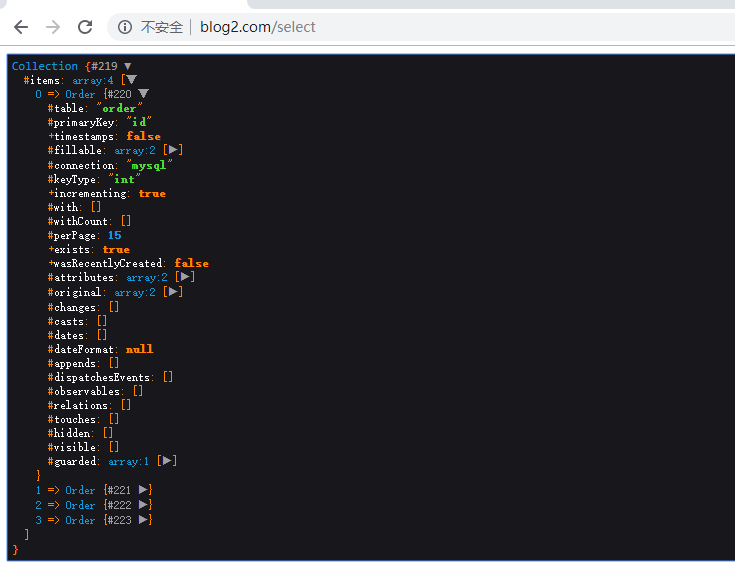 不安全 | blog2.com/select
Collection {#219 ▼
#items: array:4 [▼
0 => Order {#220 ▼
#table: "order"
#primaryKey: "id"
+timestamps: false
#fillable: array:2 [▶]
#connection: "mysql"
#keyType: "int"
+incrementing: true
#with: []
#withCount: []
#perPage: 15
+exists: true
+wasRecentlyCreated: false
#attributes: array:2 [▶]
#original: array:2 [▶]
#changes: []
#casts: []
#dates: []
#dateFormat: null
#appends: []
#dispatchesEvents: []
#observables: []
#relations: []
#touches: []
#hidden: []
#visible: []
#guarded: array:1 [▶]
}
1 => Order {#221 ▶}
2 => Order {#222 ▶}
3 => Order {#223 ▶}
]
}